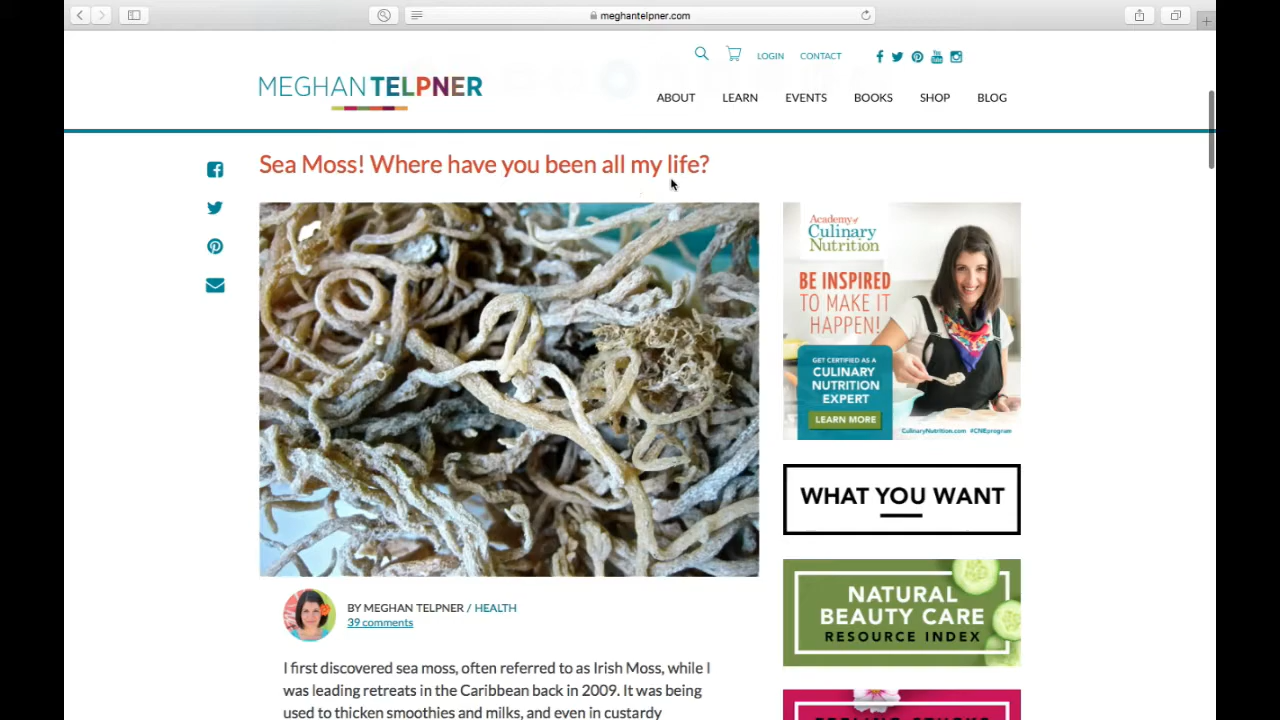 meghantelpner.com
LOGIN CONTACT
MEGHAN TELPNER
ABOUT LEARN EVENTS BOOKS SHOP BLOG
Sea Moss! Where have you been all my life?
Academy of
Culinary
Nutrition
BE INSPIRED
TO MAKE IT
HAPPEN!
GET CERTIFIED AS A
CULINARY
NUTRITION
EXPERT
LEARN MORE
CulinaryNutrition.com #CNEprogram
WHAT YOU WANT
NATURAL
BEAUTY CARE
RESOURCE INDEX
BY MEGHAN TELPNER / HEALTH
39 comments
I first discovered sea moss, often referred to as Irish Moss, while I
was leading retreats in the Caribbean back in 2009. It was being
used to thicken smoothies and milks, and even in custardy